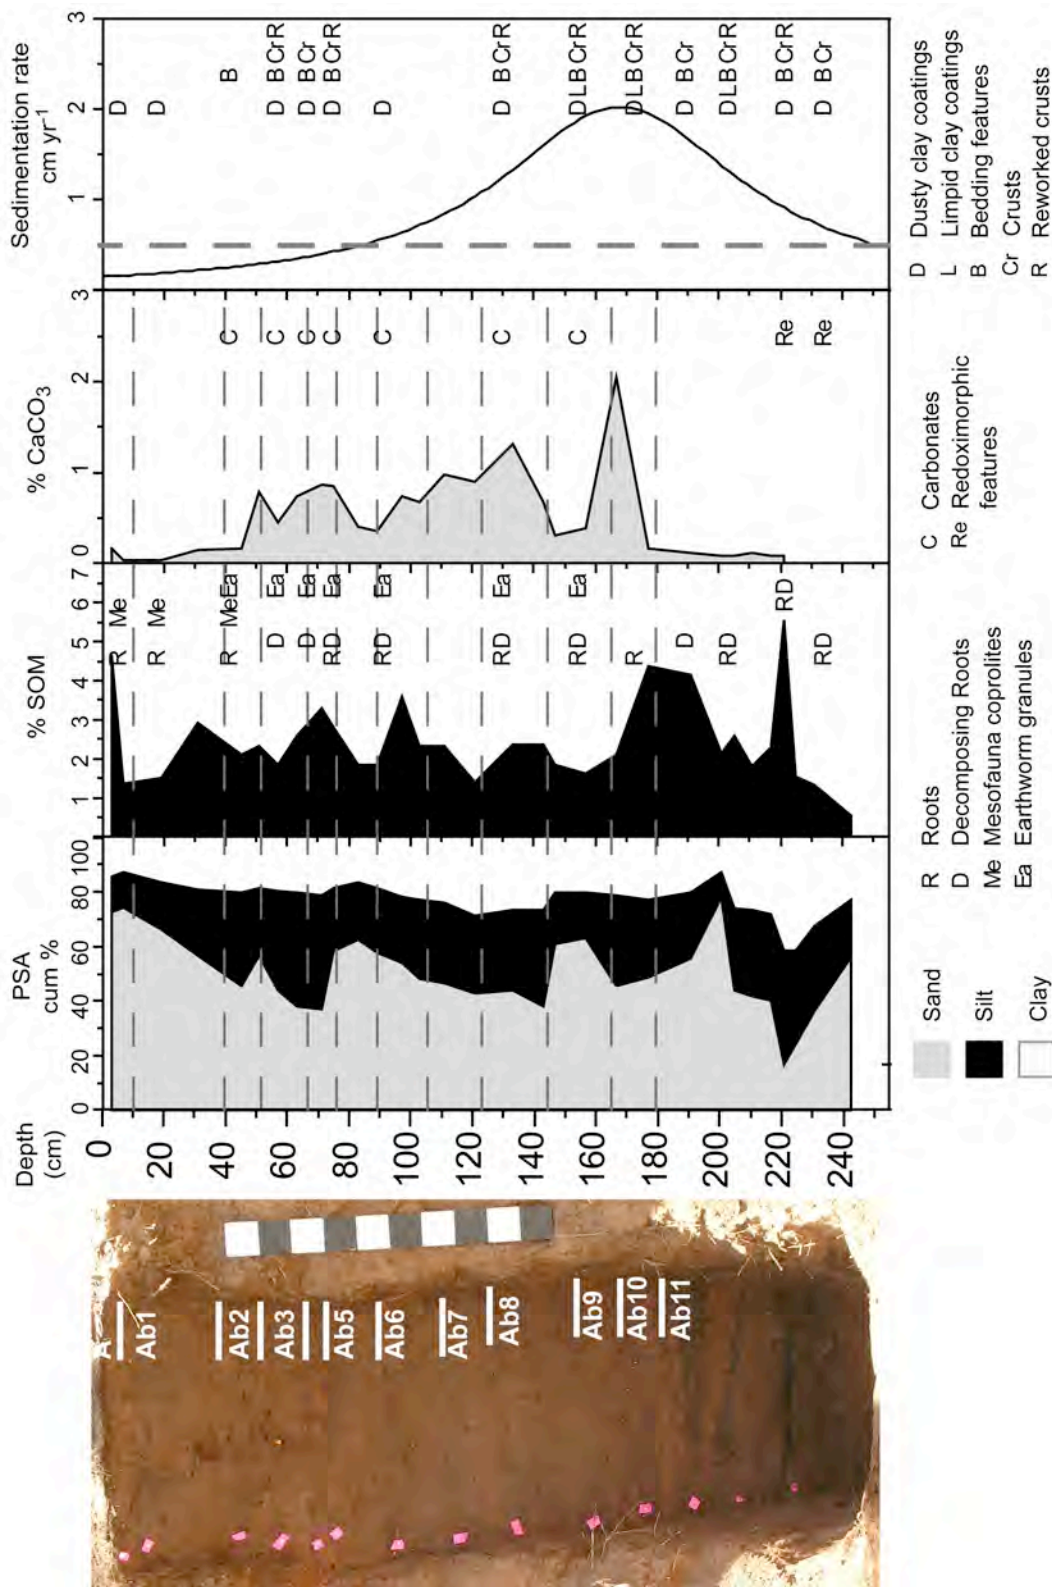 Depth
(cm)
PSA
cum %
% SOM
% CaCO₃
Sedimentation rate
cm yr⁻¹
0 20 40 60 80 100
1 2 3 4 5 6 7
0 1 2 3
1 2 3
0
20
40
60
80
100
120
140
160
180
200
220
240
A
Ab1
Ab2
Ab3
Ab5
Ab6
Ab7
Ab8
Ab9
Ab10
Ab11
R Me
R Me
R MeEa
D Ea
D Ea
RD Ea
RD Ea
RD Ea
RD Ea
R
D
RD
RD
RD
C
C
C
C
C
C
C
Re
Re
D
D
B
D BCrR
D BCr
D BCrR
D
D BCrR
DLBCrR
DLBCrR
D BCr
DLBCrR
D BCrR
D BCr
Sand
Silt
Clay
R Roots
D Decomposing Roots
Me Mesofauna coprolites
Ea Earthworm granules
C Carbonates
Re Redoximorphic
features
D Dusty clay coatings
L Limpid clay coatings
B Bedding features
Cr Crusts
R Reworked crusts